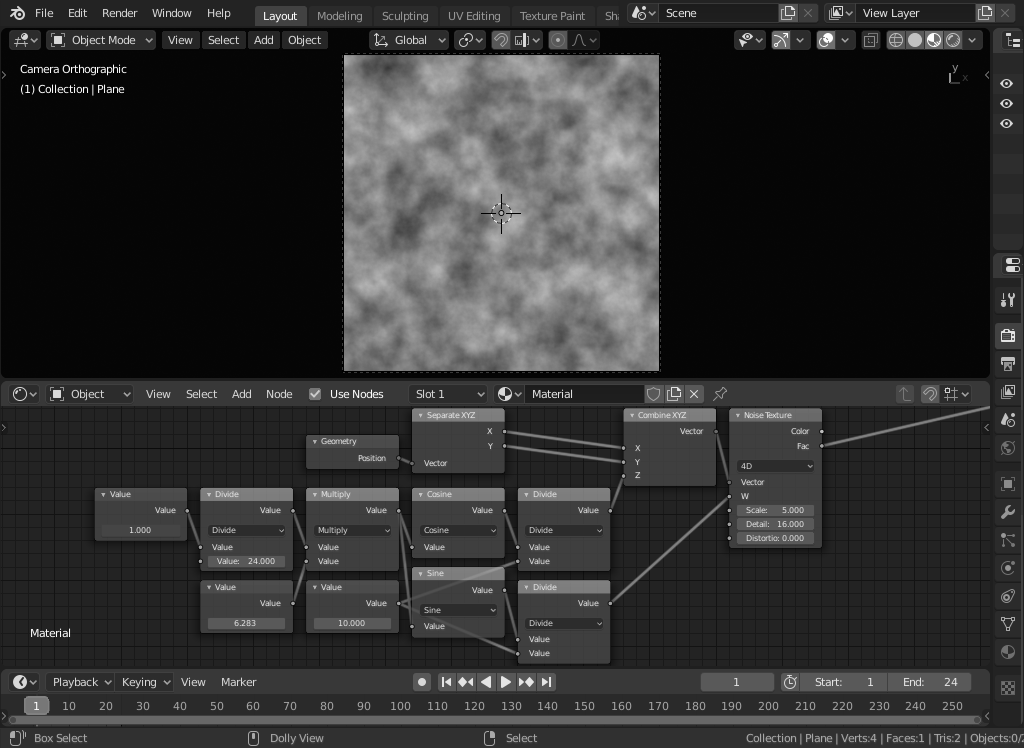 File Edit Render Window Help Layout Modeling Sculpting UV Editing Texture Paint Sh Scene View Layer
Object Mode View Select Add Object Global
Camera Orthographic
(1) Collection | Plane
y
x
Object View Select Add Node Use Nodes Slot 1 Material
Separate XYZ
X
Y
Vector
Combine XYZ
Vector
X
Y
Z
Noise Texture
Color
Fac
4D
Vector
W
Scale: 5.000
Detail: 16.000
Distortio: 0.000
Geometry
Position
Value
Value
1.000
Divide
Value
Divide
Value
Value: 24.000
Multiply
Value
Multiply
Value
Value
Cosine
Value
Cosine
Value
Divide
Value
Divide
Value
Value
Value
Value
6.283
Value
Value
10.000
Sine
Value
Sine
Value
Divide
Value
Divide
Value
Value
Material
Playback Keying View Marker 1 Start: 1 End: 24
1 10 20 30 40 50 60 70 80 90 100 110 120 130 140 150 160 170 180 190 200 210 220 230 240 250
Box Select Dolly View Select Collection | Plane | Verts:4 | Faces:1 | Tris:2 | Objects:0/